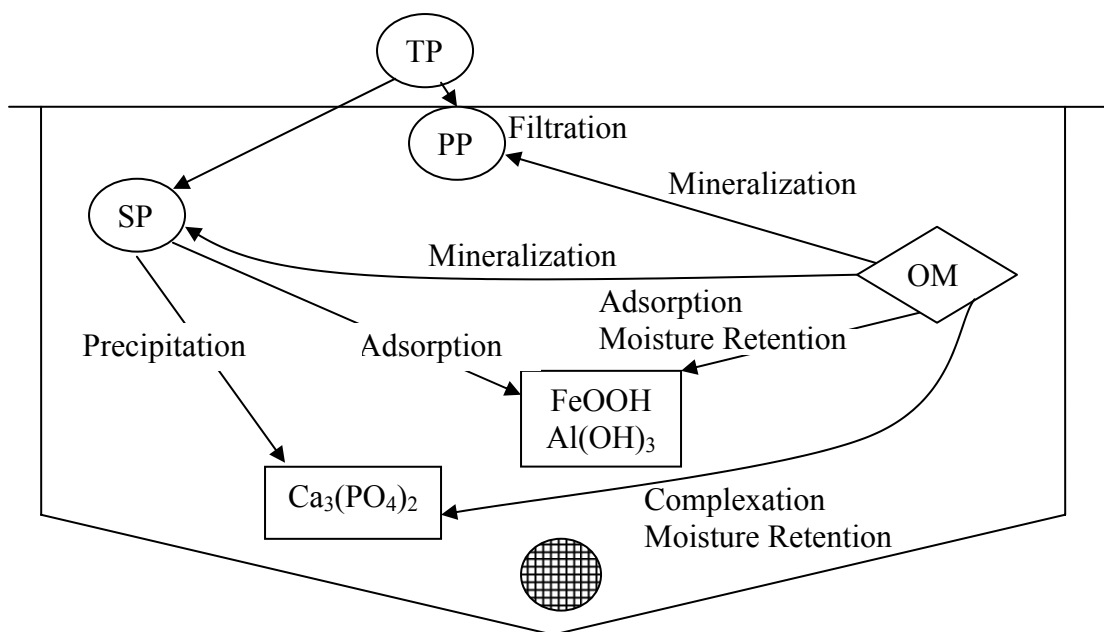 TP
PP
Filtration
Mineralization
SP
Mineralization
OM
Adsorption
Moisture Retention
Precipitation
Adsorption
FeOOH
Al(OH)₃
Ca₃(PO₄)₂
Complexation
Moisture Retention